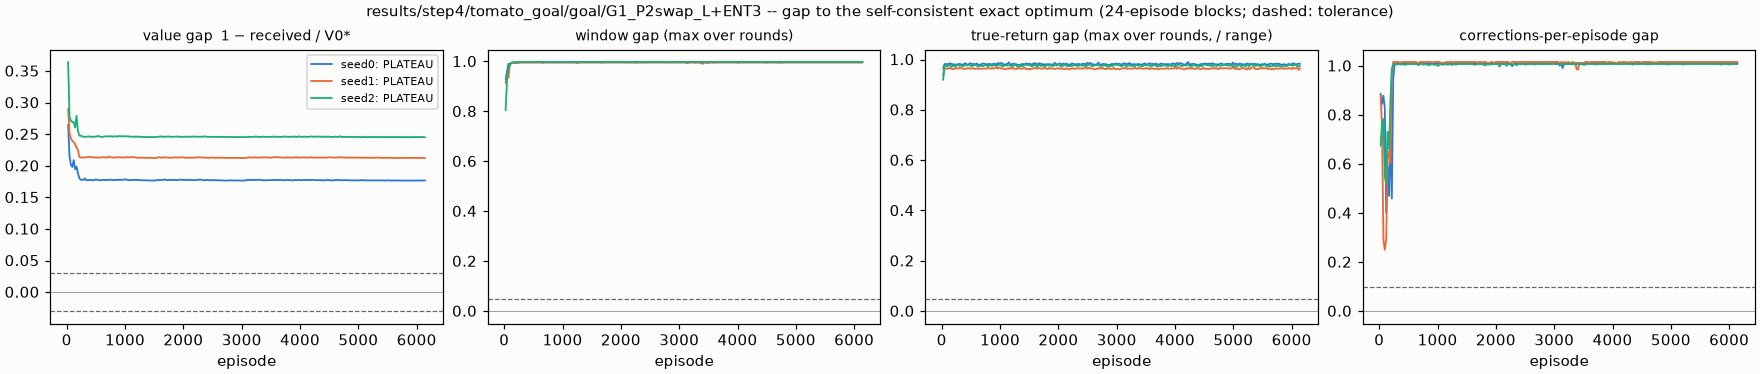 results/step4/tomato_goal/goal/G1_P2swap_L+ENT3 -- gap to the self-consistent exact optimum (24-episode blocks; dashed: tolerance)
value gap 1 − received / V0*
0.35
0.30
0.25
0.20
0.15
0.10
0.05
0.00
seed0: PLATEAU
seed1: PLATEAU
seed2: PLATEAU
0 1000 2000 3000 4000 5000 6000
episode
window gap (max over rounds)
1.0
0.8
0.6
0.4
0.2
0.0
0 1000 2000 3000 4000 5000 6000
episode
true-return gap (max over rounds, / range)
1.0
0.8
0.6
0.4
0.2
0.0
0 1000 2000 3000 4000 5000 6000
episode
corrections-per-episode gap
1.0
0.8
0.6
0.4
0.2
0.0
0 1000 2000 3000 4000 5000 6000
episode